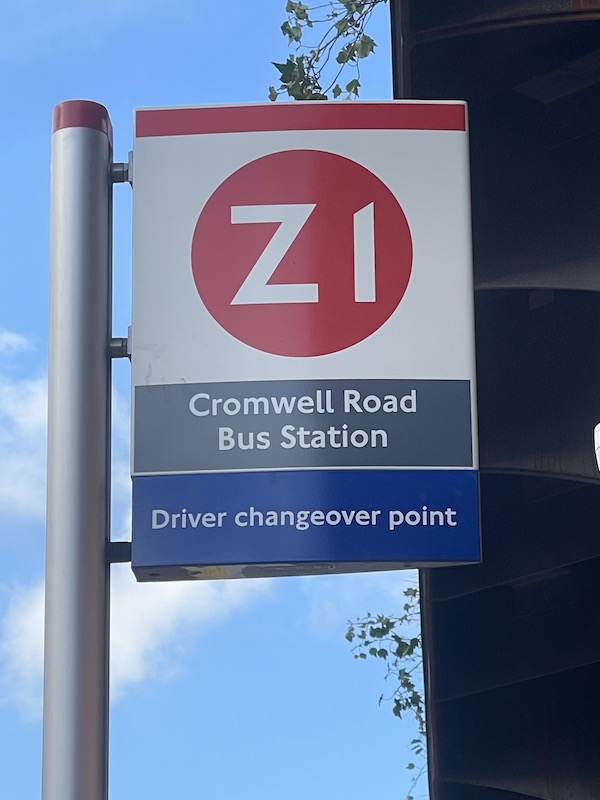 Z1
Cromwell Road
Bus Station
Driver changeover point